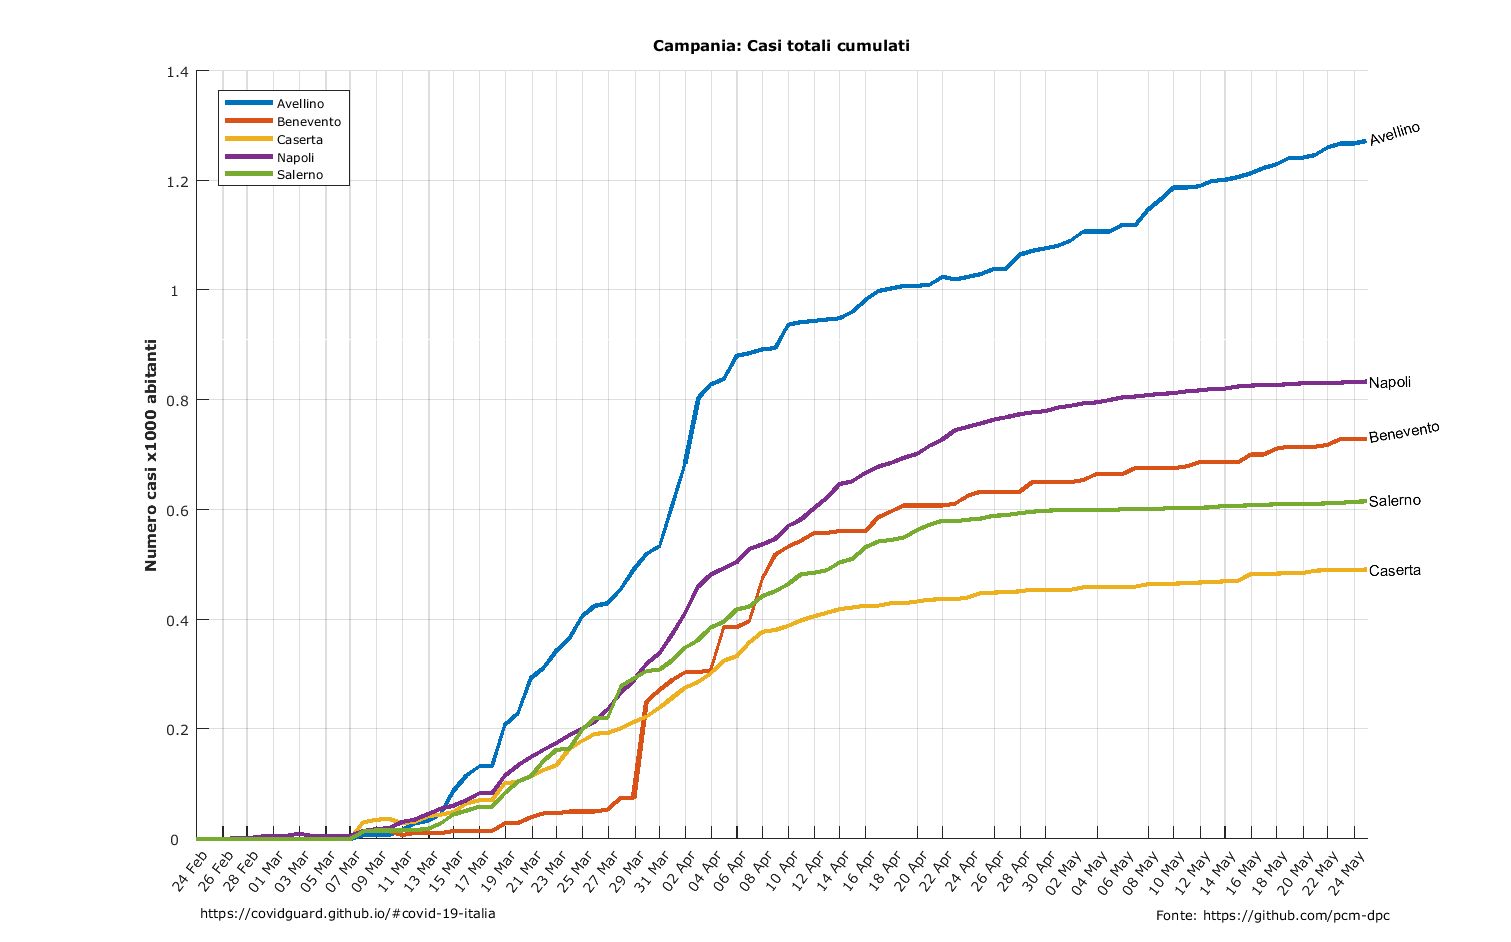 Campania: Casi totali cumulati
1.4
1.2
1
0.8
0.6
0.4
0.2
0
Numero casi x1000 abitanti
Avellino
Benevento
Caserta
Napoli
Salerno
Avellino
Napoli
Benevento
Salerno
Caserta
24 Feb
26 Feb
28 Feb
01 Mar
03 Mar
05 Mar
07 Mar
09 Mar
11 Mar
13 Mar
15 Mar
17 Mar
19 Mar
21 Mar
23 Mar
25 Mar
27 Mar
29 Mar
31 Mar
02 Apr
04 Apr
06 Apr
08 Apr
10 Apr
12 Apr
14 Apr
16 Apr
18 Apr
20 Apr
22 Apr
24 Apr
26 Apr
28 Apr
30 Apr
02 May
04 May
06 May
08 May
10 May
12 May
14 May
16 May
18 May
20 May
22 May
24 May
https://covidguard.github.io/#covid-19-italia
Fonte: https://github.com/pcm-dpc